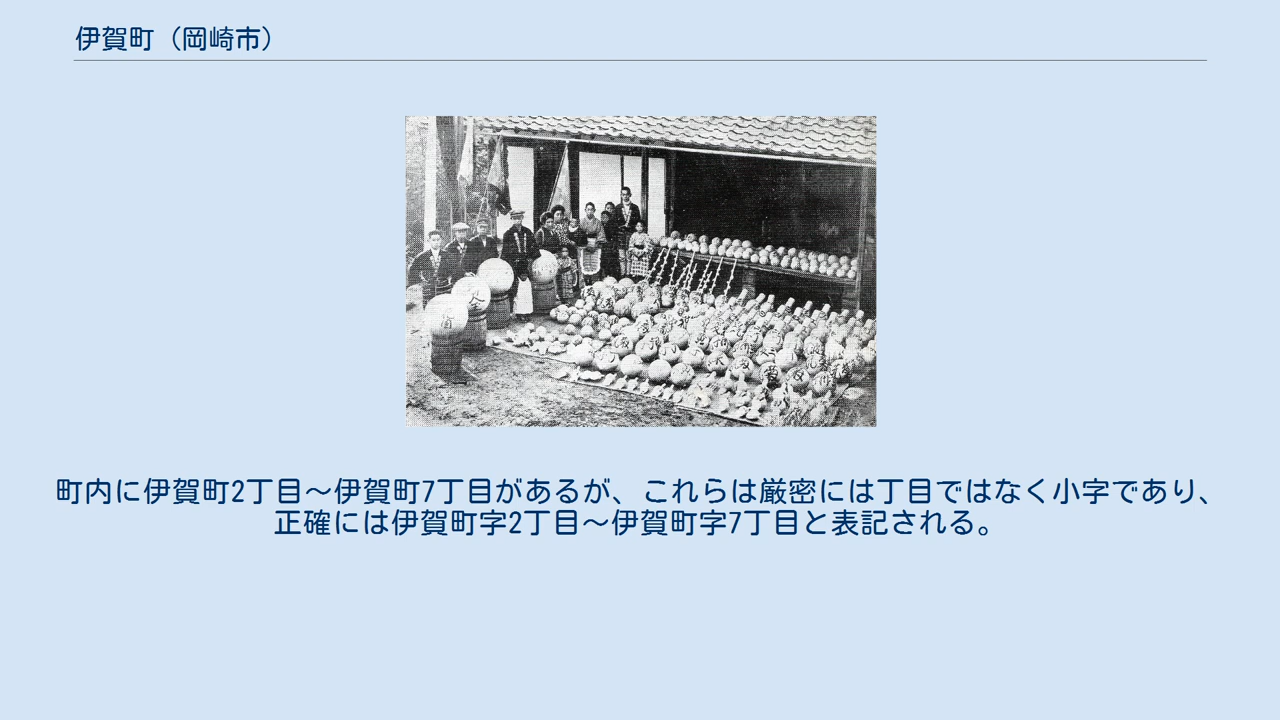 伊賀町（岡崎市）
町内に伊賀町2丁目～伊賀町7丁目があるが、これらは厳密には丁目ではなく小字であり、
正確には伊賀町字2丁目～伊賀町字7丁目と表記される。